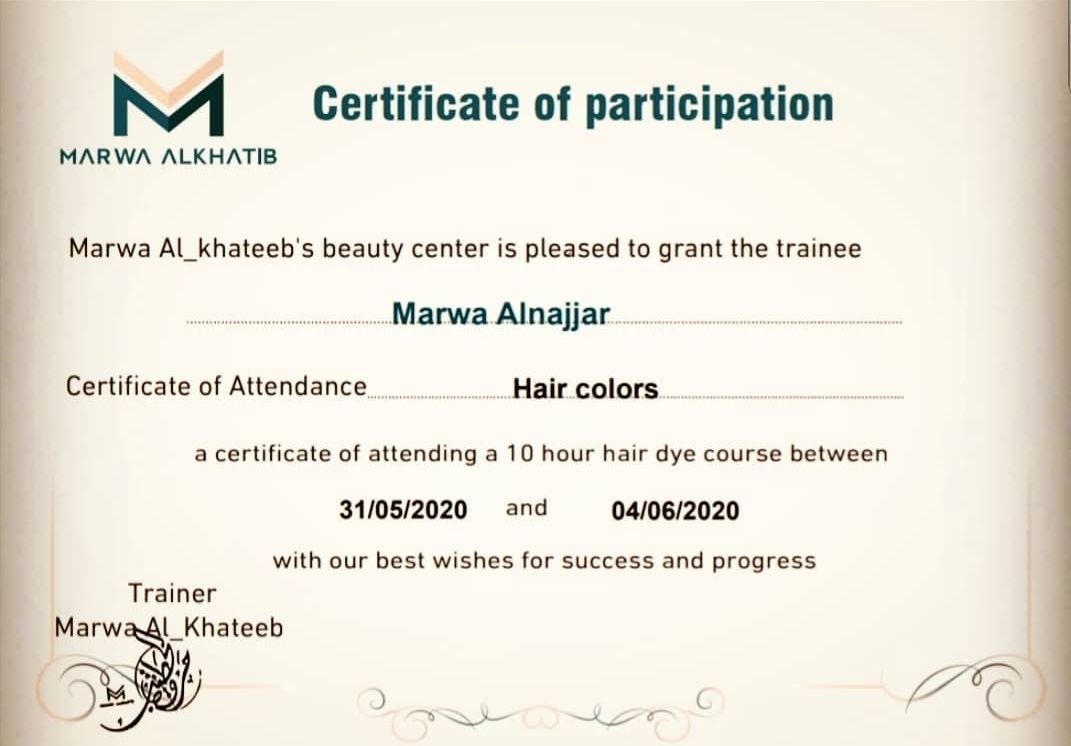 MARWA ALKHATIB
Certificate of participation
Marwa Al_khateeb's beauty center is pleased to grant the trainee
Marwa Alnajjar
Certificate of Attendance Hair colors
a certificate of attending a 10 hour hair dye course between
31/05/2020 and 04/06/2020
with our best wishes for success and progress
Trainer
Marwa Al_Khateeb